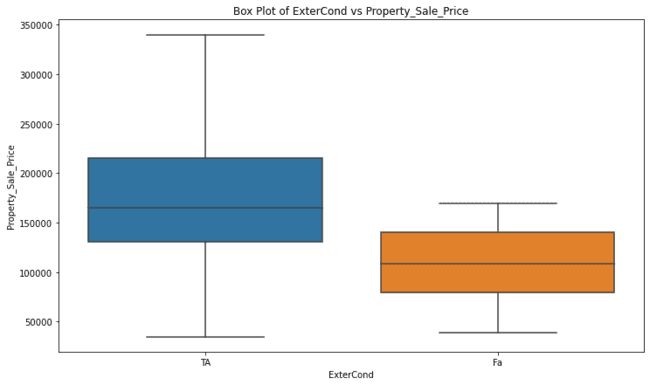 Box Plot of ExterCond vs Property_Sale_Price
350000
300000
250000
200000
150000
100000
50000
Property_Sale_Price
TA
Fa
ExterCond